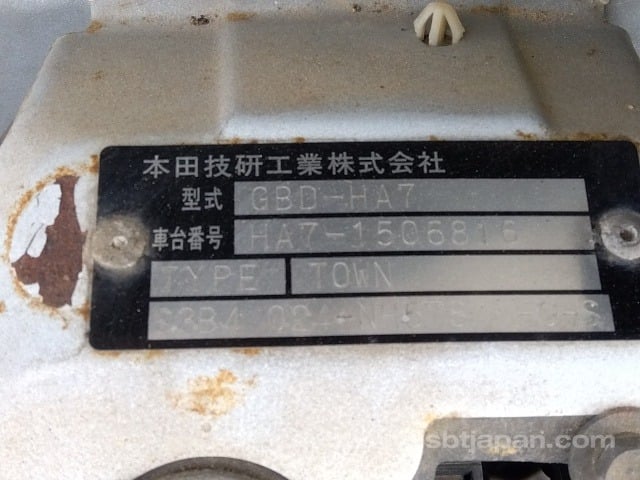 本田技研工業株式会社
型式 GBD-HA7
車台番号 HA7-1506816
TYPE TOWN
sbtjapan.com